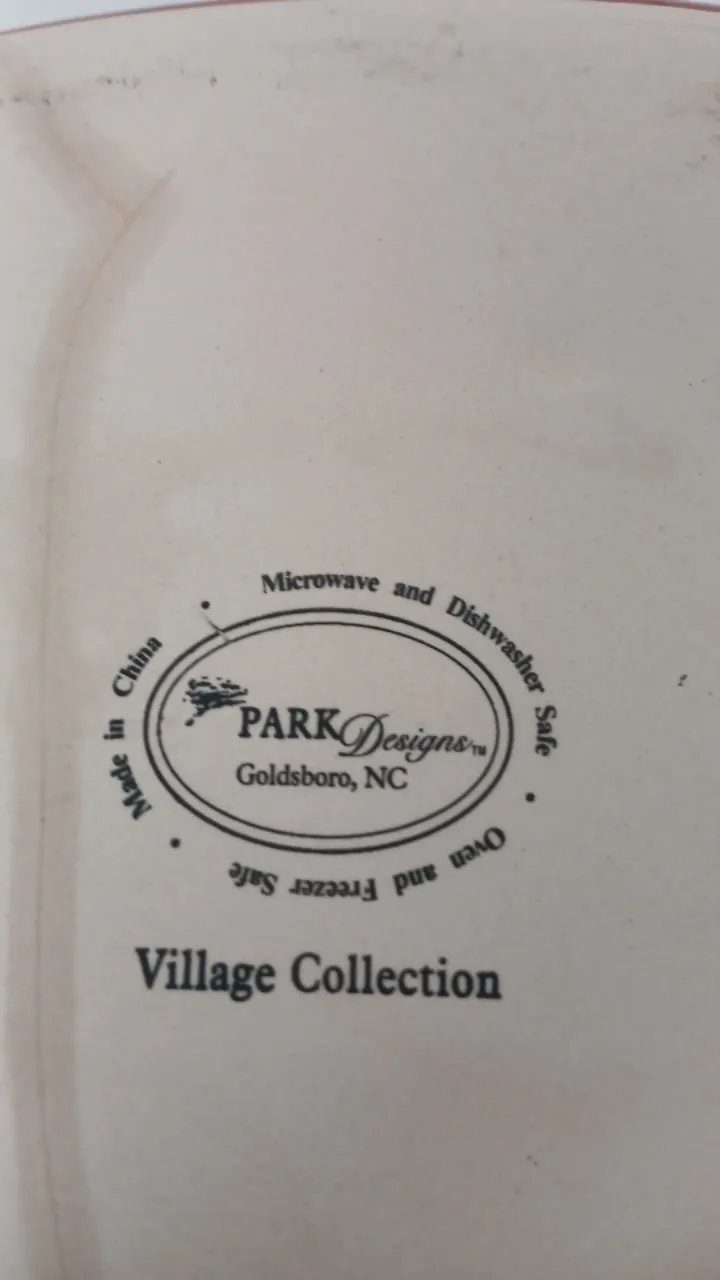 Microwave and Dishwasher Safe •
Oven and Freezer Safe •
Made in China •
PARK Designs™
Goldsboro, NC
Village Collection